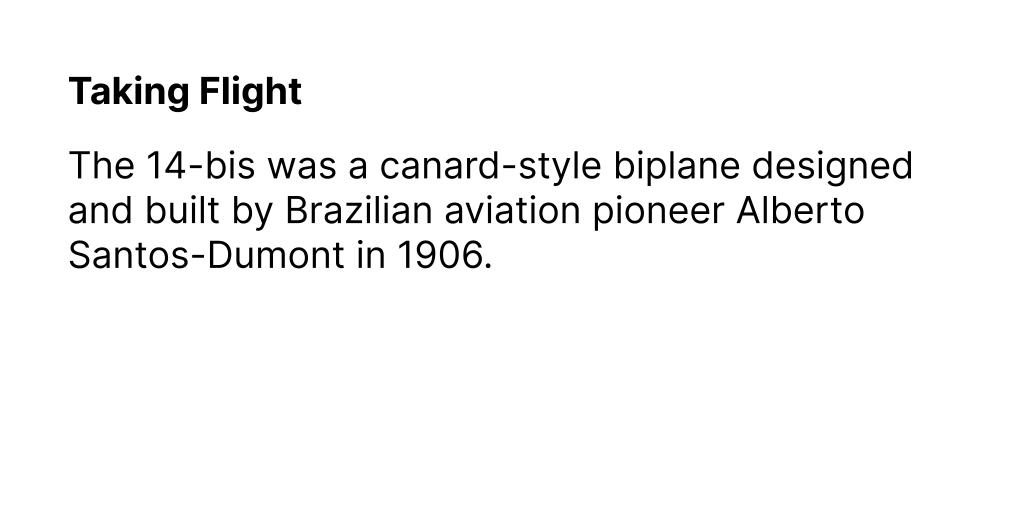 Taking Flight
The 14-bis was a canard-style biplane designed
and built by Brazilian aviation pioneer Alberto
Santos-Dumont in 1906.